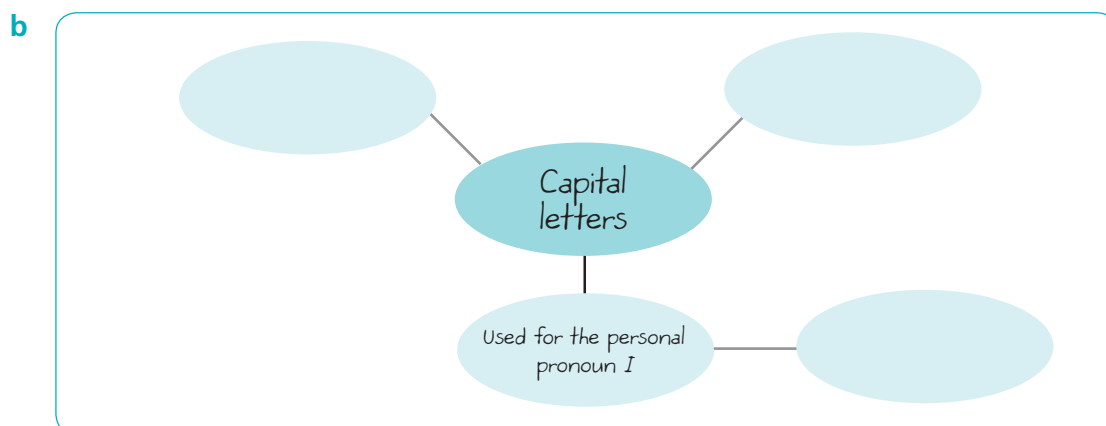 b
Capital
letters
Used for the personal
pronoun I